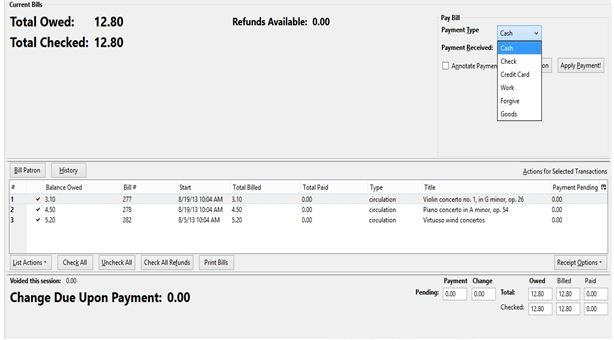 Current Bills
Total Owed: 12.80
Refunds Available: 0.00
Total Checked: 12.80
Pay Bill
Payment Type Cash
Payment Received:
Cash
Check
Credit Card
Work
Forgive
Goods
Annotate Paymen on Apply Payment!
Bill Patron History Actions for Selected Transactions
# Balance Owed Bill # Start Total Billed Total Paid Type Title Payment Pending
1 3.10 277 8/19/13 10:04 AM 3.10 0.00 circulation Violin concerto no. 1, in G minor, op. 26 0.00
2 4.50 278 8/19/13 10:04 AM 4.50 0.00 circulation Piano concerto in A minor, op. 54 0.00
3 5.20 282 8/5/13 10:04 AM 5.20 0.00 circulation Virtuoso wind concertos 0.00
List Actions Check All Uncheck All Check All Refunds Print Bills Receipt Options
Voided this session: 0.00
Change Due Upon Payment: 0.00
Payment Change Owed Billed Paid
Pending: 0.00 0.00 Total: 12.80 12.80 0.00
Checked: 12.80 12.80 0.00